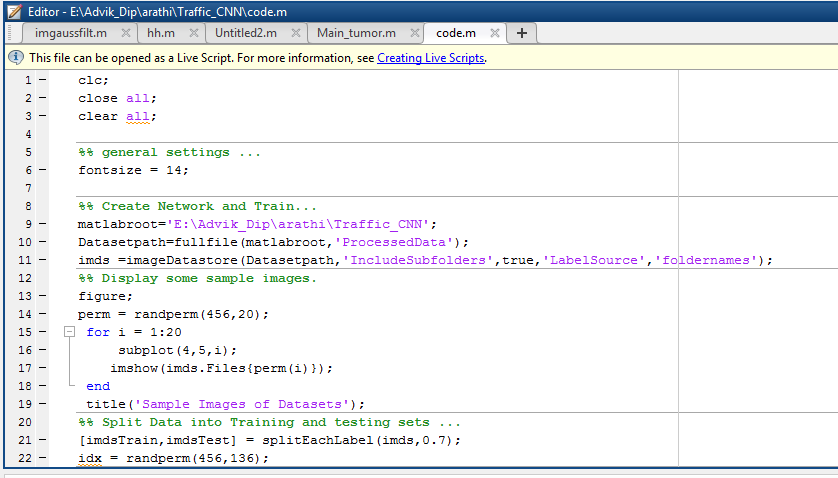 Editor - E:\Advik_Dip\arathi\Traffic_CNN\code.m
imgaussfilt.m × hh.m × Untitled2.m × Main_tumor.m × code.m × +
This file can be opened as a Live Script. For more information, see Creating Live Scripts.
1 – clc;
2 – close all;
3 – clear all;
4
5 %% general settings ...
6 – fontsize = 14;
7
8 %% Create Network and Train...
9 – matlabroot='E:\Advik_Dip\arathi\Traffic_CNN';
10 – Datasetpath=fullfile(matlabroot,'ProcessedData');
11 – imds =imageDatastore(Datasetpath,'IncludeSubfolders',true,'LabelSource','foldernames');
12 %% Display some sample images.
13 – figure;
14 – perm = randperm(456,20);
15 – for i = 1:20
16 – subplot(4,5,i);
17 – imshow(imds.Files{perm(i)});
18 – end
19 – title('Sample Images of Datasets');
20 %% Split Data into Training and testing sets ...
21 – [imdsTrain,imdsTest] = splitEachLabel(imds,0.7);
22 – idx = randperm(456,136);